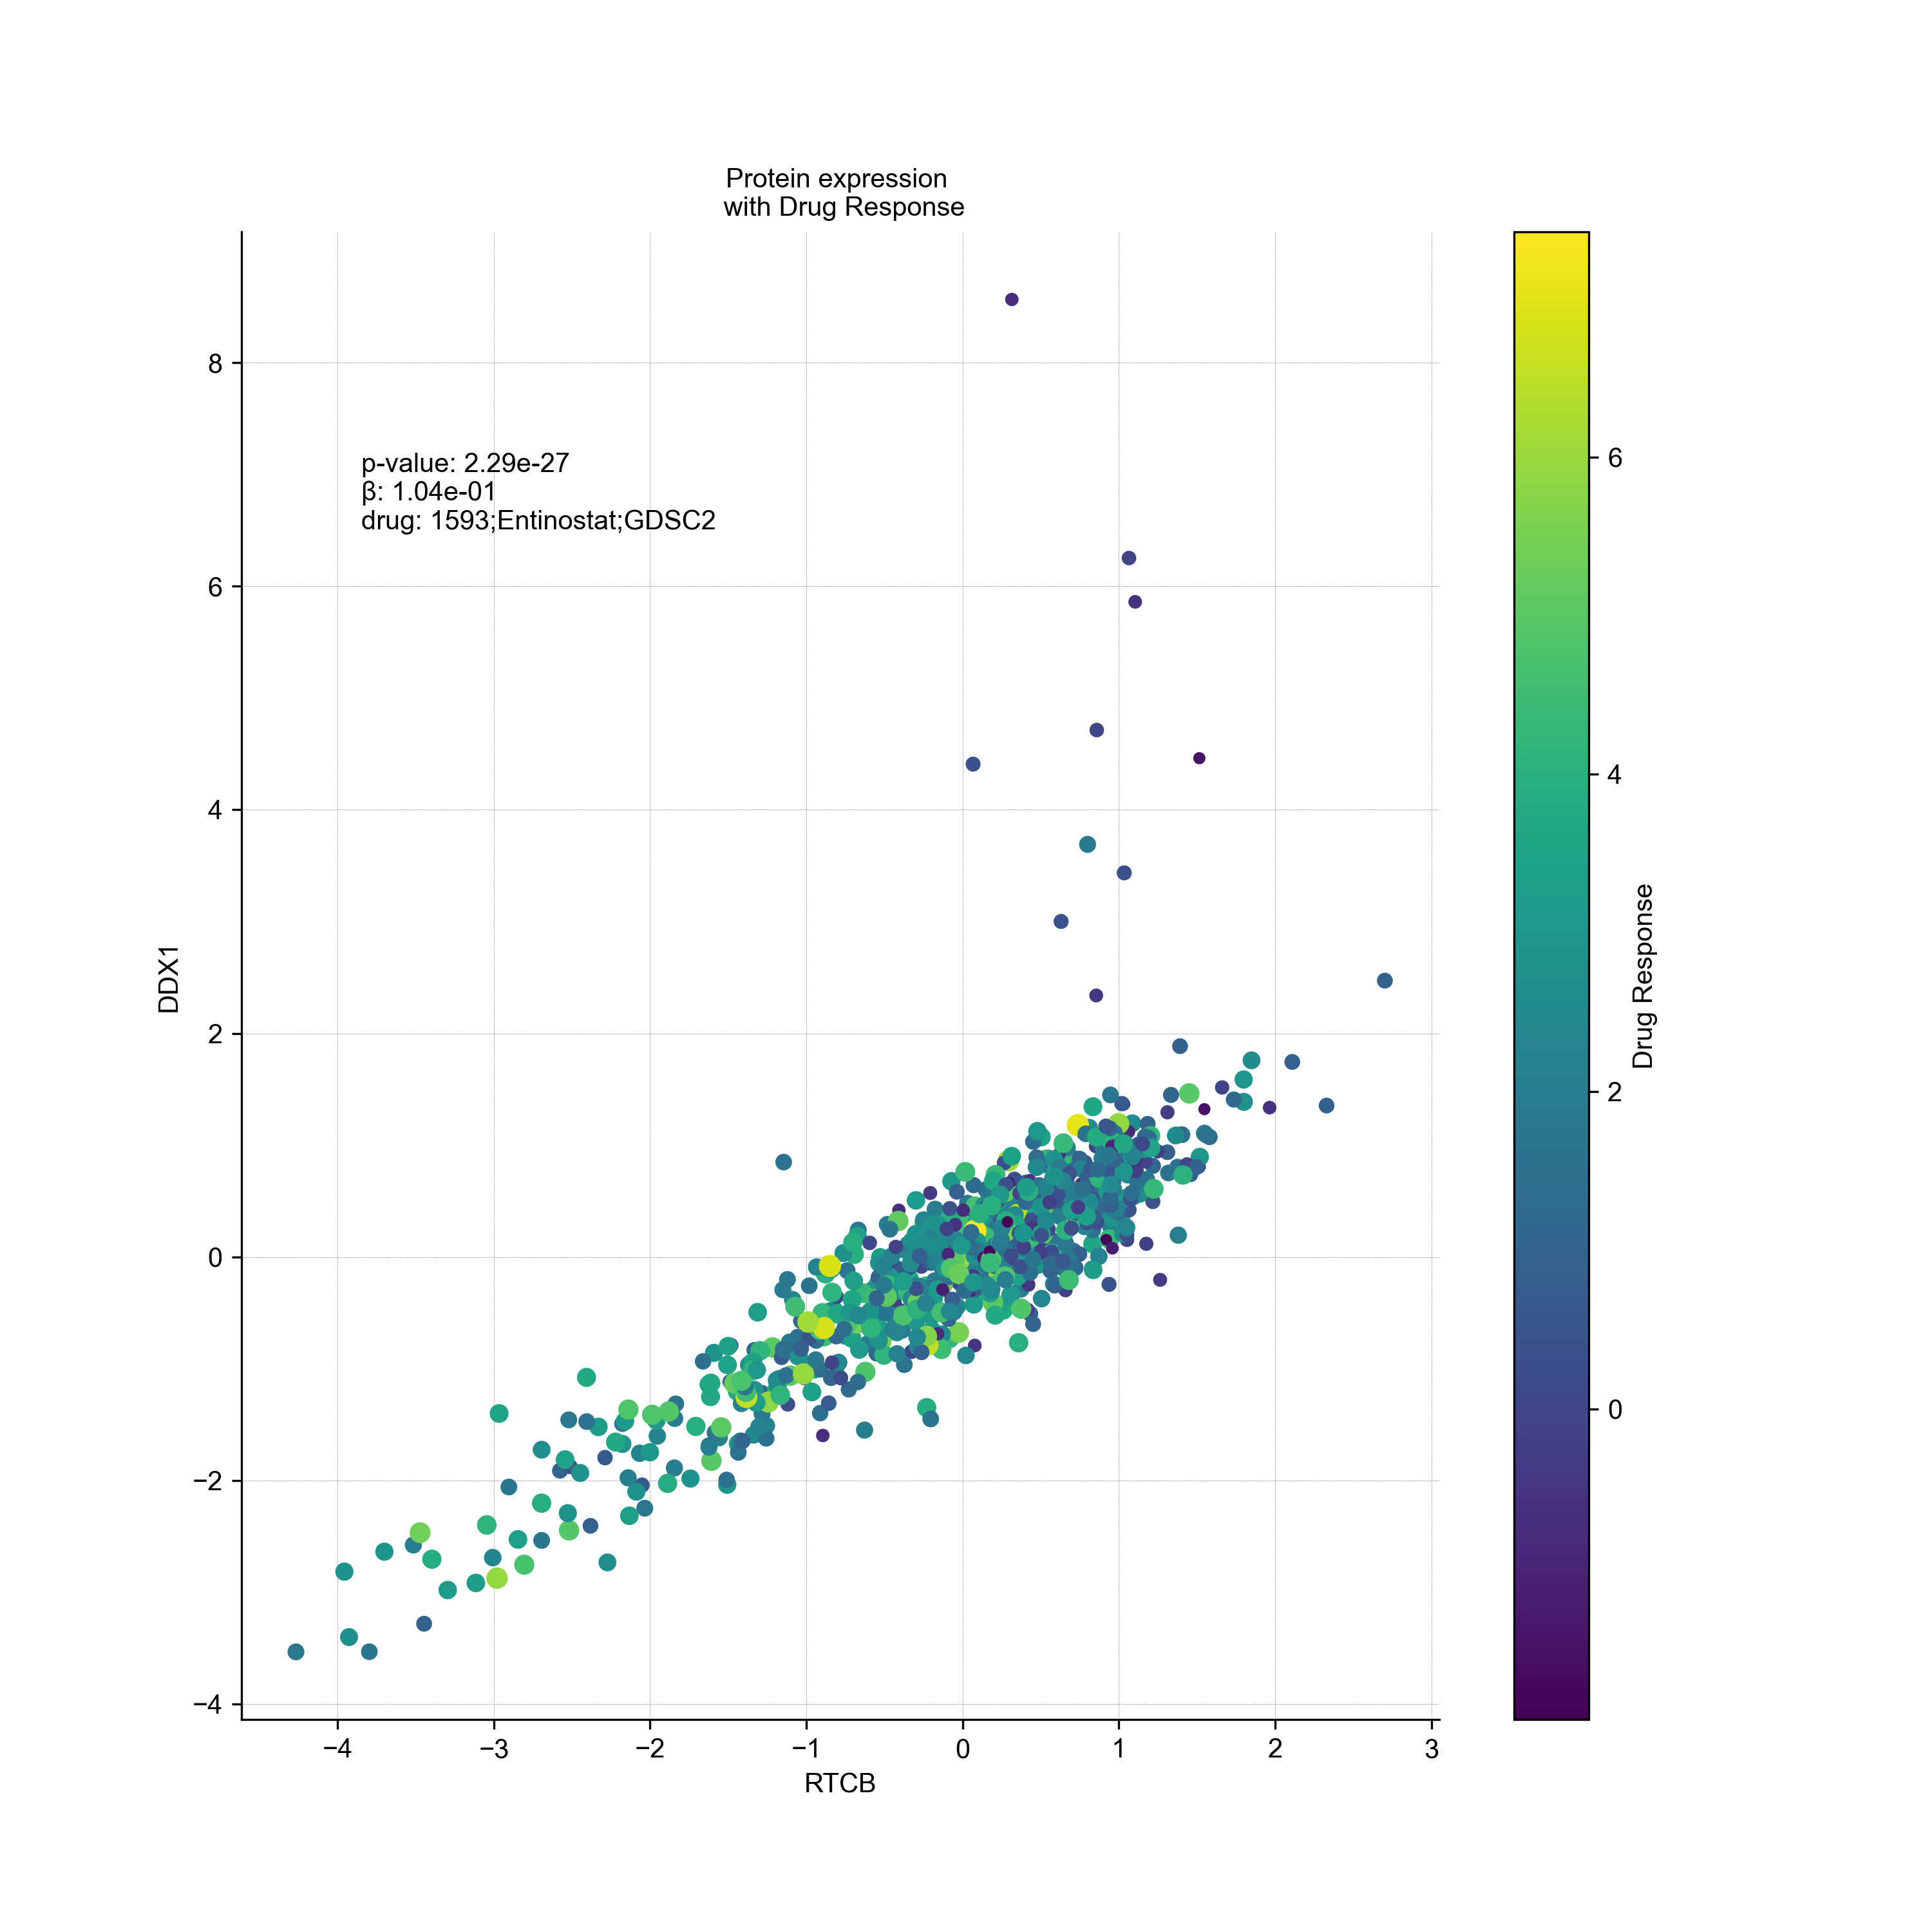 Protein expression
with Drug Response
p-value: 2.29e-27
β: 1.04e-01
drug: 1593;Entinostat;GDSC2
8
6
4
2
0
−2
−4
DDX1
−4
−3
−2
−1
0
1
2
3
RTCB
6
4
2
0
Drug Response